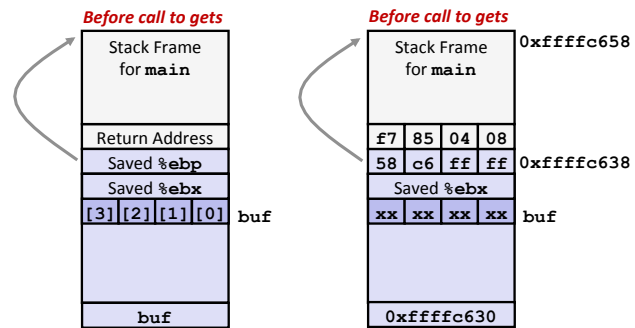 Before call to gets
Stack Frame
for main
Return Address
Saved %ebp
Saved %ebx
[3] [2] [1] [0] buf
buf
Before call to gets
Stack Frame 0xffffc658
for main
f7 85 04 08
58 c6 ff ff 0xffffc638
Saved %ebx
xx xx xx xx buf
0xffffc630